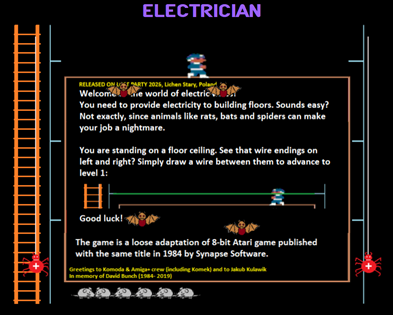 ELECTRICIAN
RELEASED ON LOST PARTY 2026, Lichen Stary, Poland
Welcome to the world of electric
You need to provide electricity to building floors. Sounds easy?
Not exactly, since animals like rats, bats and spiders can make
your job a nightmare.
You are standing on a floor ceiling. See that wire endings on
left and right? Simply draw a wire between them to advance to
level 1:
Good luck!
The game is a loose adaptation of 8-bit Atari game published
with the same title in 1984 by Synapse Software.
Greetings to Komoda & Amiga+ crew (including Komek) and to Jakub Kulawik
In memory of David Bunch (1984- 2019)